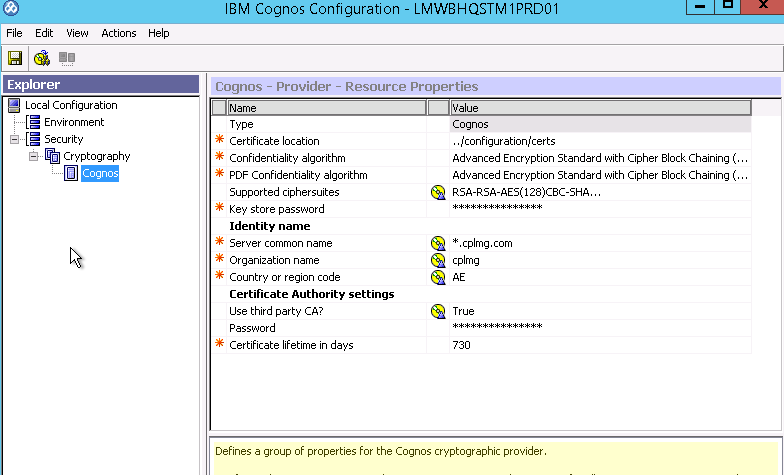 IBM Cognos Configuration - LMWBHQSTM1PRD01
File Edit View Actions Help
Explorer
Local Configuration
Environment
Security
Cryptography
Cognos
Cognos - Provider - Resource Properties
Name Value
Type Cognos
* Certificate location ../configuration/certs
* Confidentiality algorithm Advanced Encryption Standard with Cipher Block Chaining (...
* PDF Confidentiality algorithm Advanced Encryption Standard with Cipher Block Chaining (...
Supported ciphersuites RSA-RSA-AES(128)CBC-SHA...
* Key store password ***************
Identity name
* Server common name *.cplmg.com
* Organization name cplmg
* Country or region code AE
Certificate Authority settings
Use third party CA? True
Password ***************
* Certificate lifetime in days 730
Defines a group of properties for the Cognos cryptographic provider.